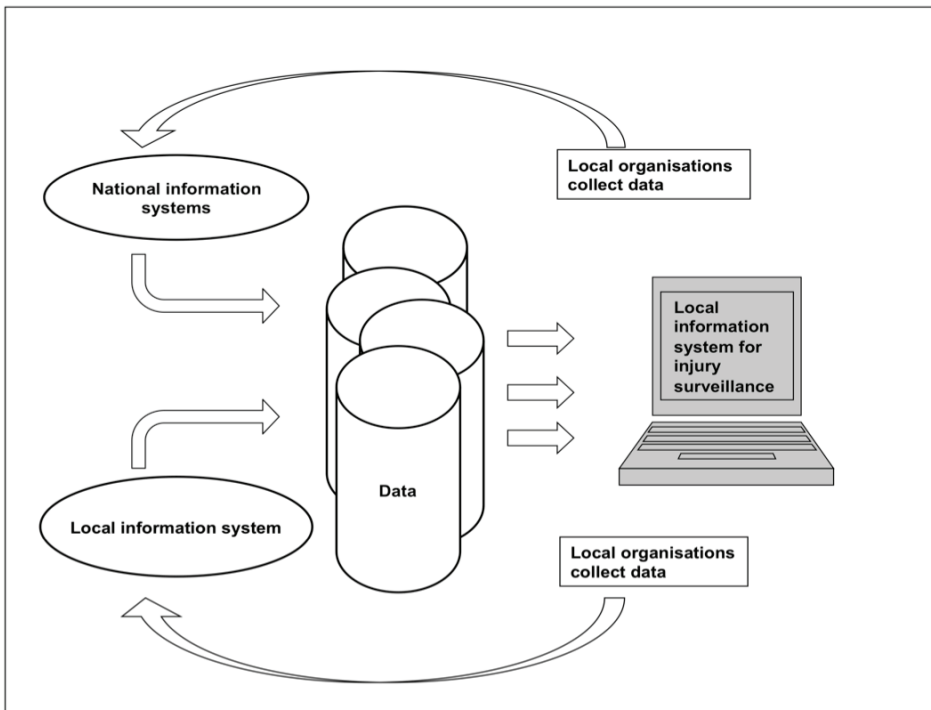 Local organisations
collect data
National information
systems
Local
information
system for
injury
surveillance
Data
Local information system
Local organisations
collect data